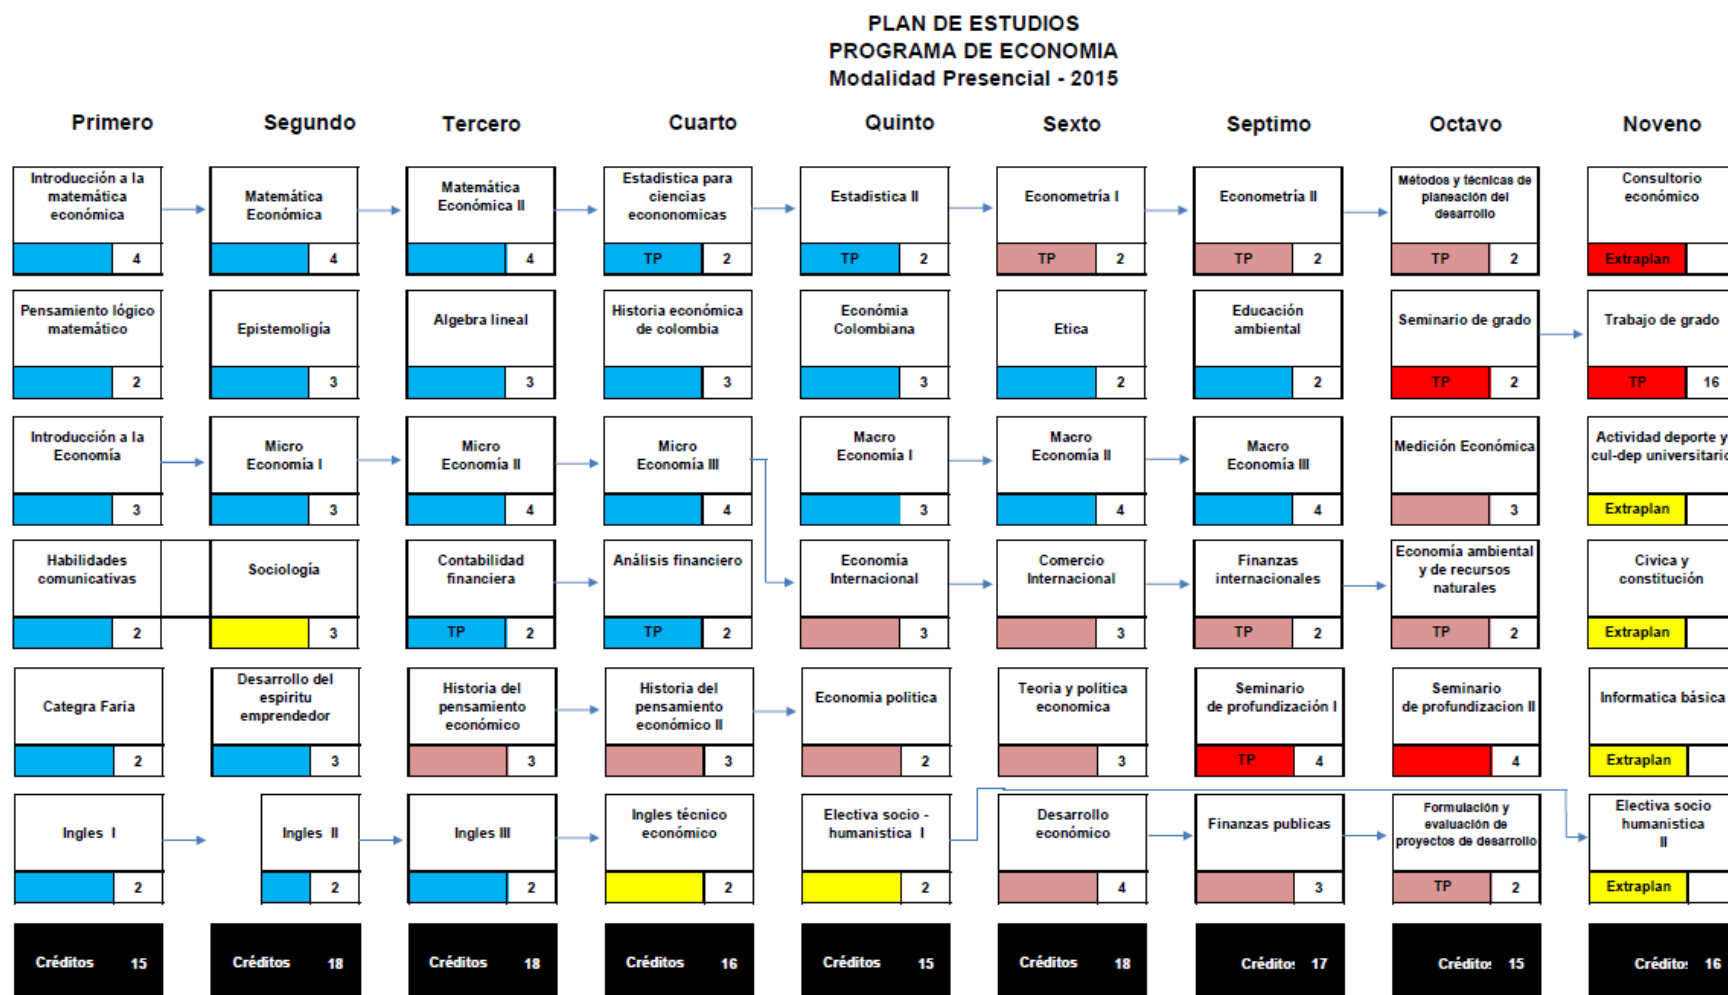 PLAN DE ESTUDIOS
PROGRAMA DE ECONOMIA
Modalidad Presencial - 2015
Primero
Segundo
Tercero
Cuarto
Quinto
Sexto
Septimo
Octavo
Noveno
Introducción a la
matemática
económica
4
Matemática
Económica
4
Matemática
Económica II
4
Estadistica para
ciencias
econonomicas
TP 2
Estadistica II
TP 2
Econometría I
TP 2
Econometría II
TP 2
Métodos y técnicas de
planeación del
desarrollo
TP 2
Consultorio
económico
Extraplan
Pensamiento lógico
matemático
2
Epistemoligía
3
Algebra lineal
3
Historia económica
de colombia
3
Económia
Colombiana
3
Etica
2
Educación
ambiental
2
Seminario de grado
TP 2
Trabajo de grado
TP 16
Introducción a la
Economía
3
Micro
Economía I
3
Micro
Economía II
4
Micro
Economía III
4
Macro
Economía I
3
Macro
Economía II
4
Macro
Economía III
4
Medición Económica
3
Actividad deporte y
cul-dep universitario
Extraplan
Habilidades
comunicativas
2
Sociología
3
Contabilidad
financiera
TP 2
Análisis financiero
TP 2
Economía
Internacional
3
Comercio
Internacional
3
Finanzas
internacionales
TP 2
Economía ambiental
y de recursos
naturales
TP 2
Civica y
constitución
Extraplan
Categra Faria
2
Desarrollo del
espiritu
emprendedor
3
Historia del
pensamiento
económico
3
Historia del
pensamiento
económico II
3
Economia politica
2
Teoria y politica
economica
3
Seminario
de profundización I
TP 4
Seminario
de profundizacion II
4
Informatica básica
Extraplan
Ingles I
2
Ingles II
2
Ingles III
2
Ingles técnico
económico
2
Electiva socio -
humanistica I
2
Desarrollo
económico
4
Finanzas publicas
3
Formulación y
evaluación de
proyectos de desarrollo
TP 2
Electiva socio
humanistica
II
Extraplan
Créditos 15
Créditos 18
Créditos 18
Créditos 16
Créditos 15
Créditos 18
Créditos 17
Créditos 15
Créditos 16